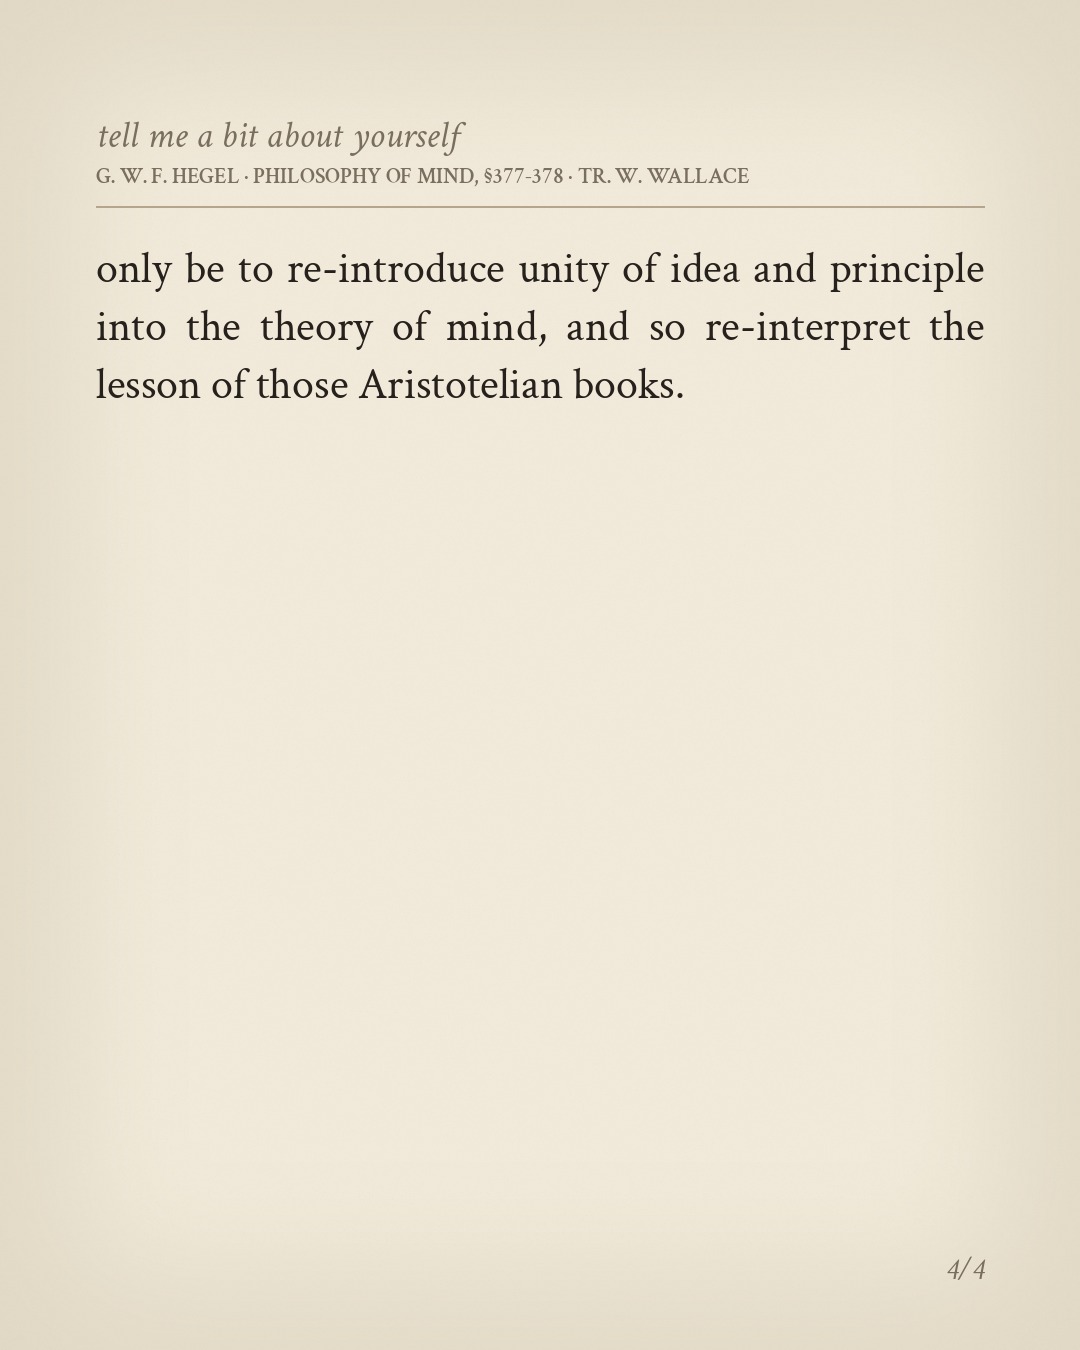 tell me a bit about yourself
G. W. F. HEGEL · PHILOSOPHY OF MIND, §377-378 · TR. W. WALLACE
only be to re-introduce unity of idea and principle
into the theory of mind, and so re-interpret the
lesson of those Aristotelian books.
4/4